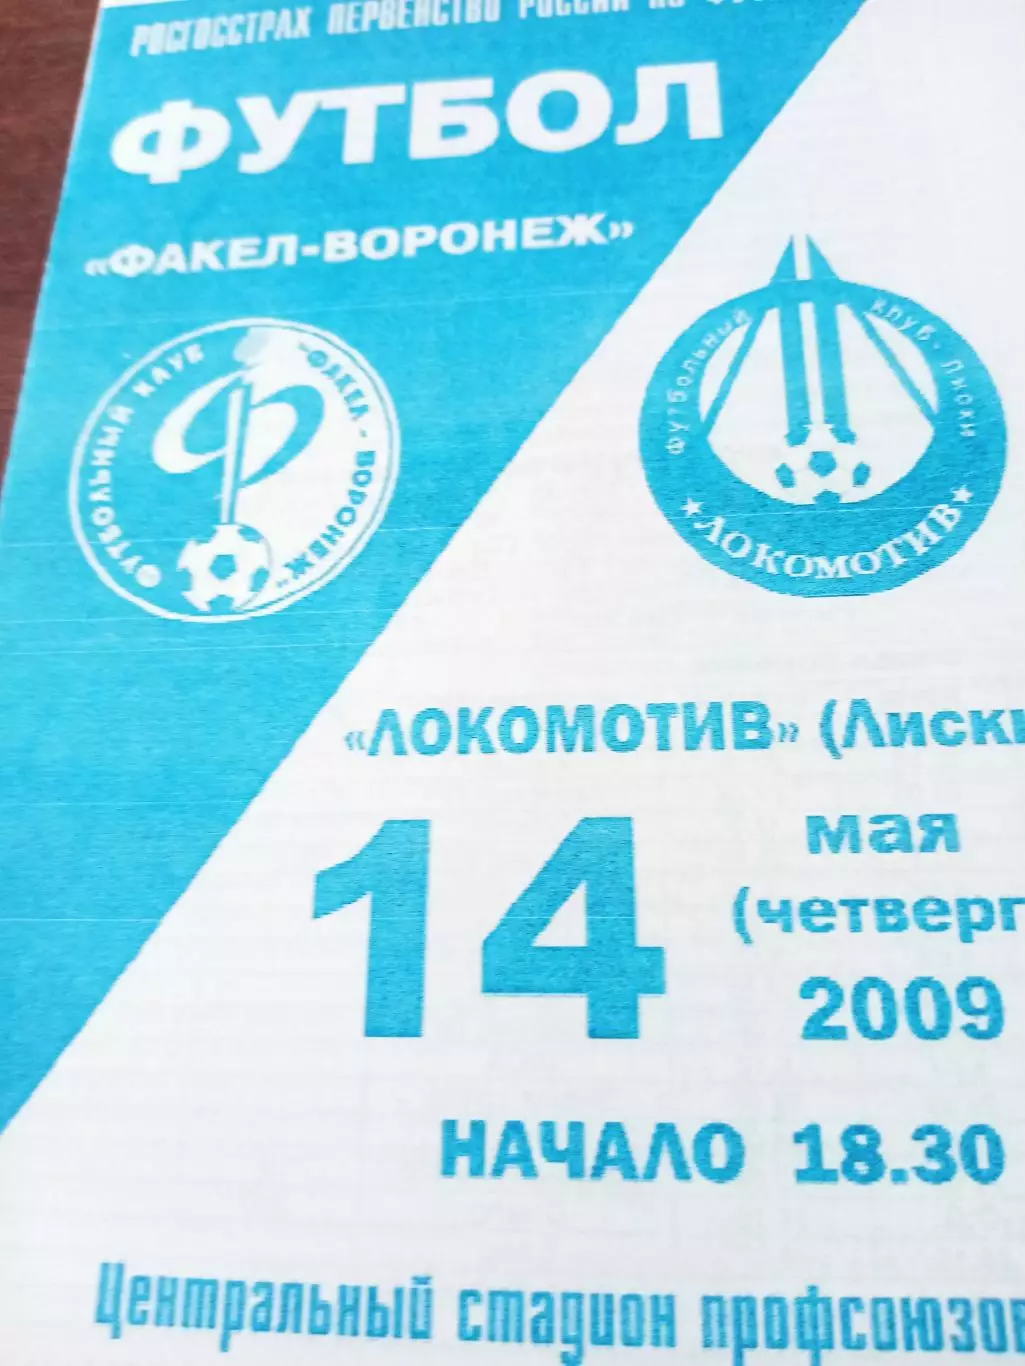 РОСГОССТРАХ ПЕРВЕНСТВО РОССИИ ПО
ФУТБОЛ
«ФАКЕЛ-ВОРОНЕЖ»
ФУТБОЛЬНЫЙ КЛУБ
"ФАКЕЛ - ВОРОНЕЖ"
Футбольный клуб - Лиски
★ ЛОКОМОТИВ ★
«ЛОКОМОТИВ» (Лиски
14
мая
(четверг
2009
НАЧАЛО 18.30
Центральный стадион профсоюзов